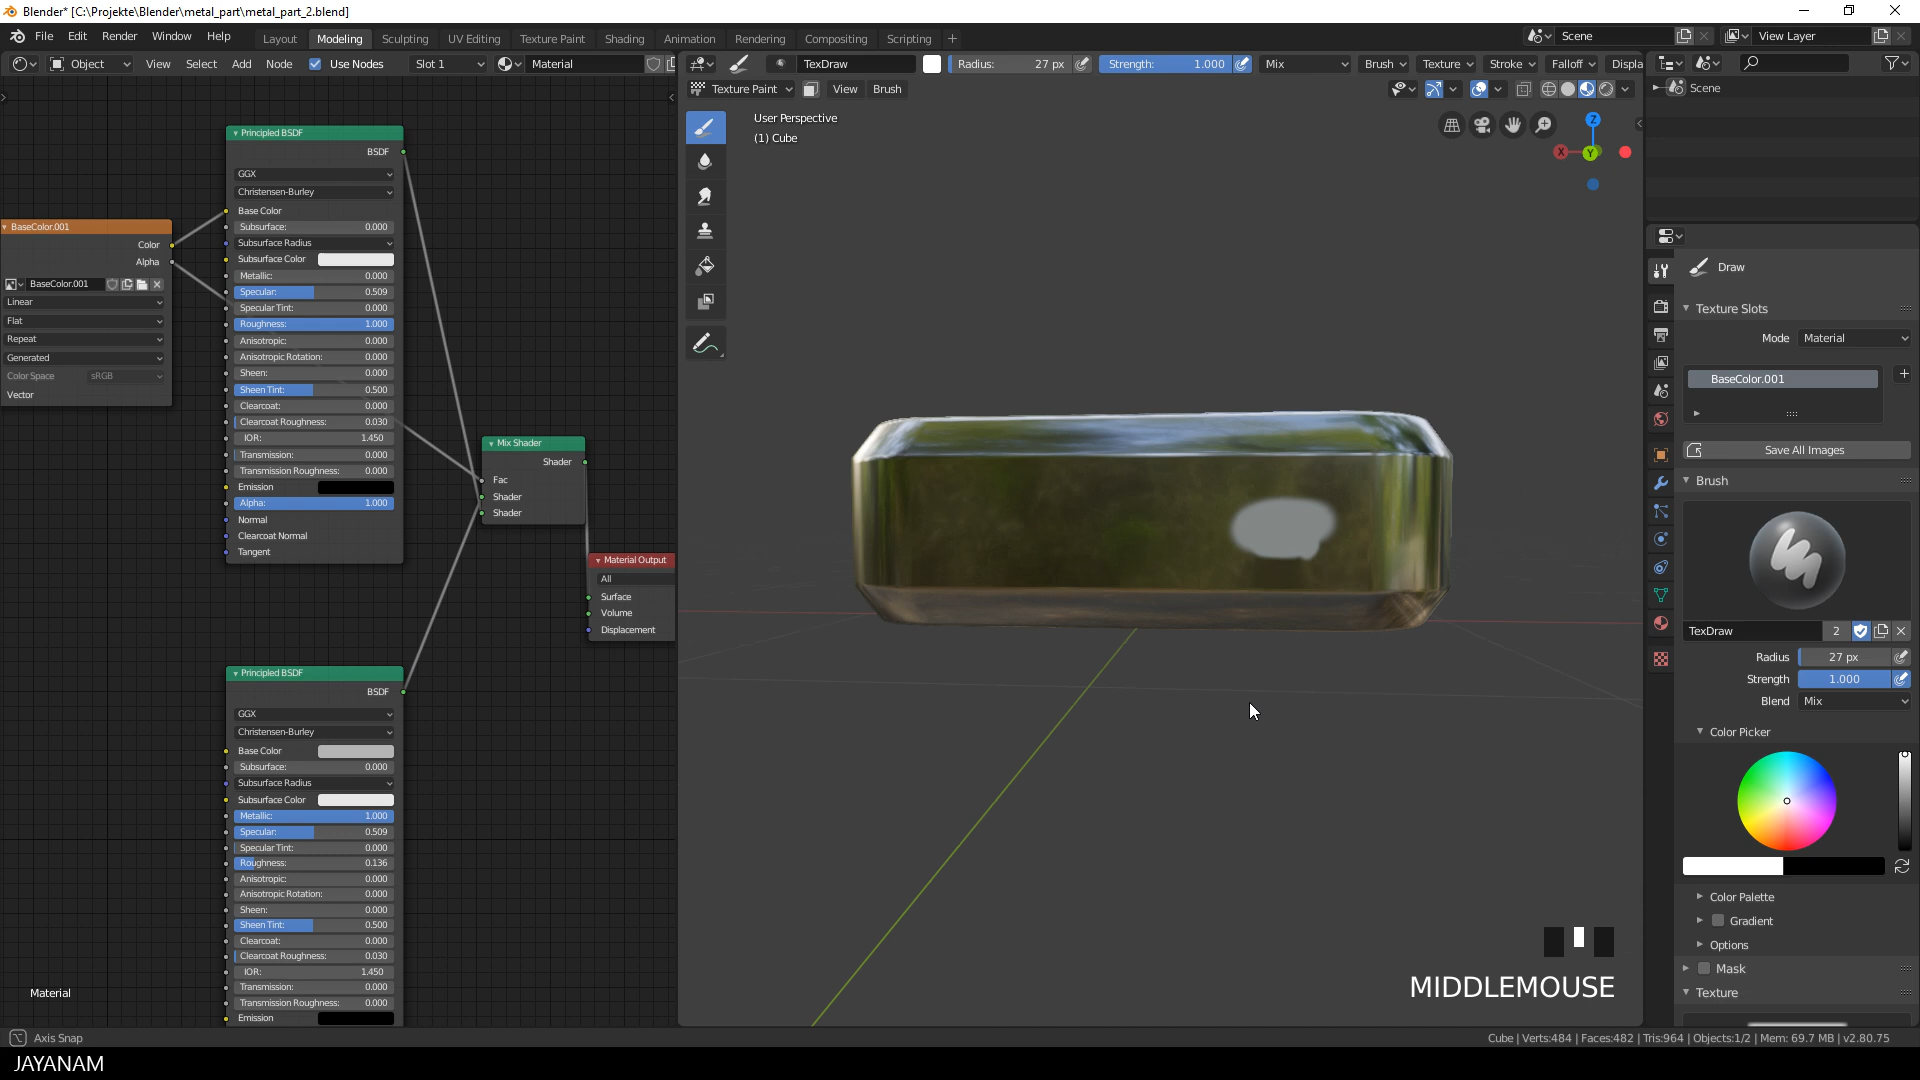 Blender* [C:\Projekte\Blender\metal_part\metal_part_2.blend]
File Edit Render Window Help
Layout Modeling Sculpting UV Editing Texture Paint Shading Animation Rendering Compositing Scripting +
Scene
View Layer
Object View Select Add Node Use Nodes Slot 1 Material
TexDraw Radius: 27 px Strength: 1.000 Mix Brush Texture Stroke Falloff Displa
Texture Paint View Brush
User Perspective
(1) Cube
Z
X
Y
Scene
BaseColor.001
Color
Alpha
BaseColor.001
Linear
Flat
Repeat
Generated
Color Space sRGB
Vector
Principled BSDF
BSDF
GGX
Christensen-Burley
Base Color
Subsurface: 0.000
Subsurface Radius
Subsurface Color
Metallic: 0.000
Specular: 0.509
Specular Tint: 0.000
Roughness: 1.000
Anisotropic: 0.000
Anisotropic Rotation: 0.000
Sheen: 0.000
Sheen Tint: 0.500
Clearcoat: 0.000
Clearcoat Roughness: 0.030
IOR: 1.450
Transmission: 0.000
Transmission Roughness: 0.000
Emission
Alpha: 1.000
Normal
Clearcoat Normal
Tangent
Mix Shader
Shader
Fac
Shader
Shader
Material Output
All
Surface
Volume
Displacement
Principled BSDF
BSDF
GGX
Christensen-Burley
Base Color
Subsurface: 0.000
Subsurface Radius
Subsurface Color
Metallic: 1.000
Specular: 0.509
Specular Tint: 0.000
Roughness: 0.136
Anisotropic: 0.000
Anisotropic Rotation: 0.000
Sheen: 0.000
Sheen Tint: 0.500
Clearcoat: 0.000
Clearcoat Roughness: 0.030
IOR: 1.450
Transmission: 0.000
Transmission Roughness: 0.000
Emission
Material
Draw
Texture Slots
Mode Material
BaseColor.001
Save All Images
Brush
TexDraw 2
Radius 27 px
Strength 1.000
Blend Mix
Color Picker
Color Palette
Gradient
Options
Mask
Texture
MIDDLEMOUSE
Axis Snap
Cube | Verts:484 | Faces:482 | Tris:964 | Objects:1/2 | Mem: 69.7 MB | v2.80.75
JAYANAM